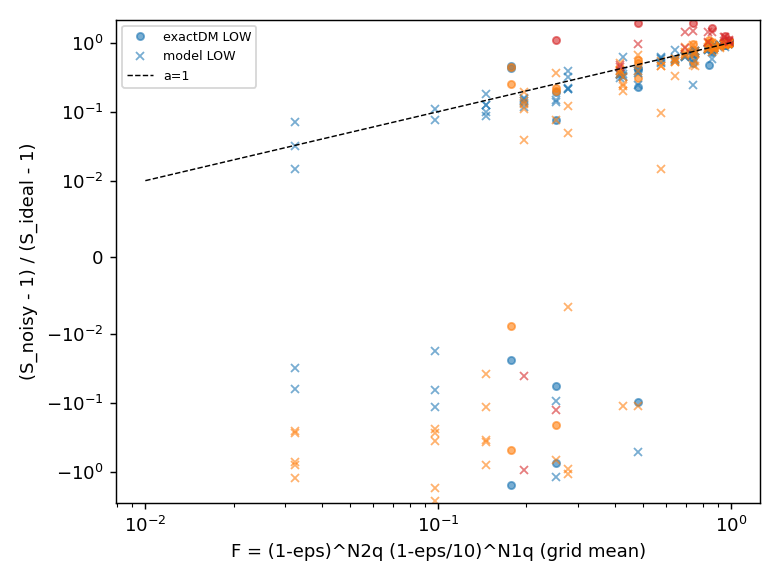 exactDM LOW
model LOW
a=1
(S_noisy - 1) / (S_ideal - 1)
10⁰
10⁻¹
10⁻²
0
−10⁻²
−10⁻¹
−10⁰
10⁻² 10⁻¹ 10⁰
F = (1-eps)^N2q (1-eps/10)^N1q (grid mean)